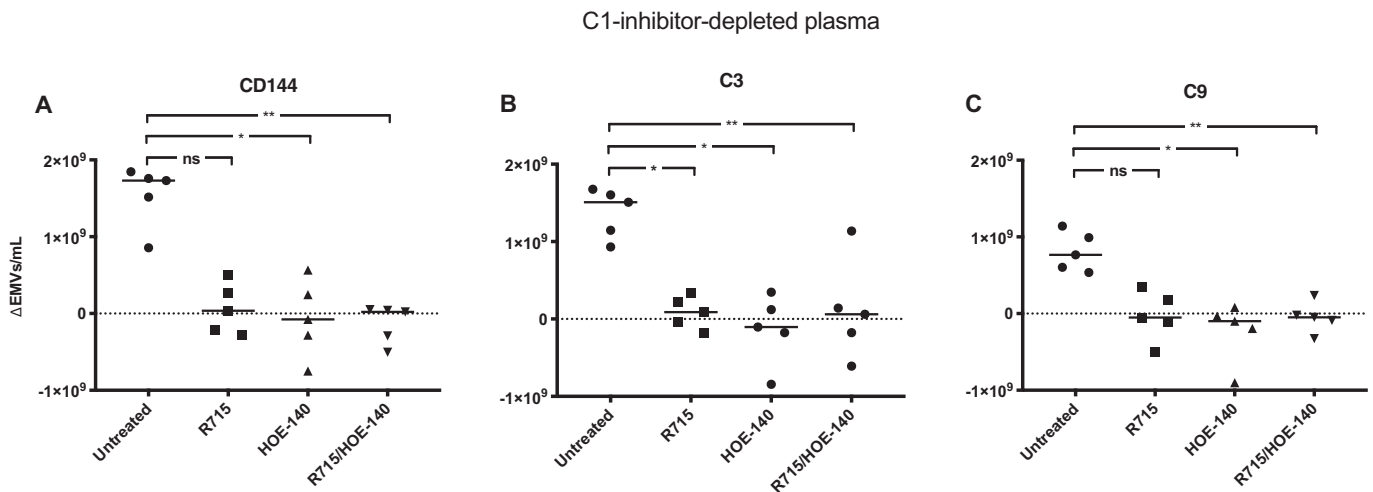 C1-inhibitor-depleted plasma
A
CD144
**
*
ns
ΔEMVs/mL
2×10⁹
1×10⁹
0
-1×10⁹
Untreated
R715
HOE-140
R715/HOE-140
B
C3
**
*
*
2×10⁹
1×10⁹
0
-1×10⁹
Untreated
R715
HOE-140
R715/HOE-140
C
C9
**
*
ns
2×10⁹
1×10⁹
0
-1×10⁹
Untreated
R715
HOE-140
R715/HOE-140